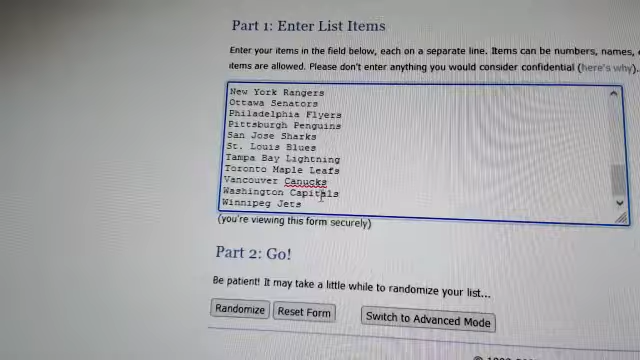 Part 1: Enter List Items
Enter your items in the field below, each on a separate line. Items can be numbers, names,
items are allowed. Please don't enter anything you would consider confidential (here's why).
New York Rangers
Ottawa Senators
Philadelphia Flyers
Pittsburgh Penguins
San Jose Sharks
St. Louis Blues
Tampa Bay Lightning
Toronto Maple Leafs
Vancouver Canucks
Washington Capitals
Winnipeg Jets
(you're viewing this form securely)
Part 2: Go!
Be patient! It may take a little while to randomize your list...
Randomize Reset Form Switch to Advanced Mode